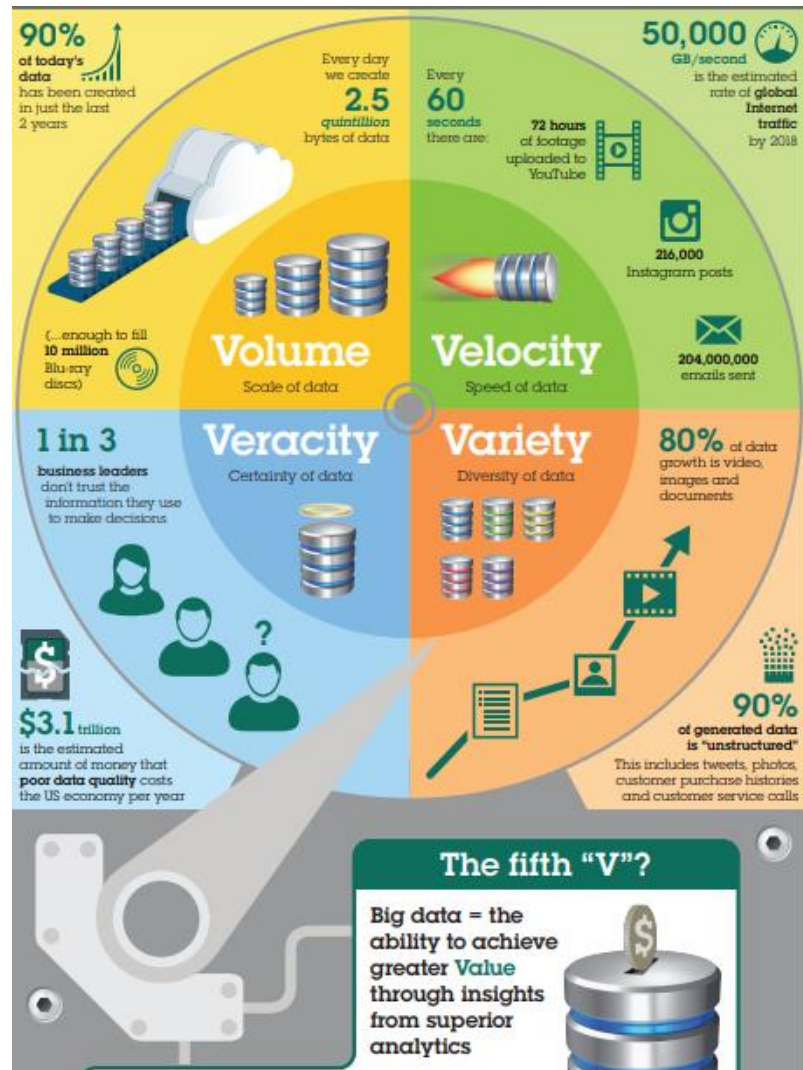 90%
of today's
data
has been created
in just the last
2 years
Every day
we create
2.5
quintillion
bytes of data
(...enough to fill
10 million
Blu-ray
discs)
Volume
Scale of data
Every
60
seconds
there are:
72 hours
of footage
uploaded to
YouTube
50,000
GB/second
is the estimated
rate of global
Internet
traffic
by 2018
216,000
Instagram posts
204,000,000
emails sent
Velocity
Speed of data
1 in 3
business leaders
don't trust the
information they use
to make decisions
Veracity
Certainty of data
?
$
$3.1 trillion
is the estimated
amount of money that
poor data quality costs
the US economy per year
Variety
Diversity of data
80% of data
growth is video,
images and
documents
90%
of generated data
is "unstructured"
This includes tweets, photos,
customer purchase histories
and customer service calls
The fifth "V"?
Big data = the
ability to achieve
greater Value
through insights
from superior
analytics
$